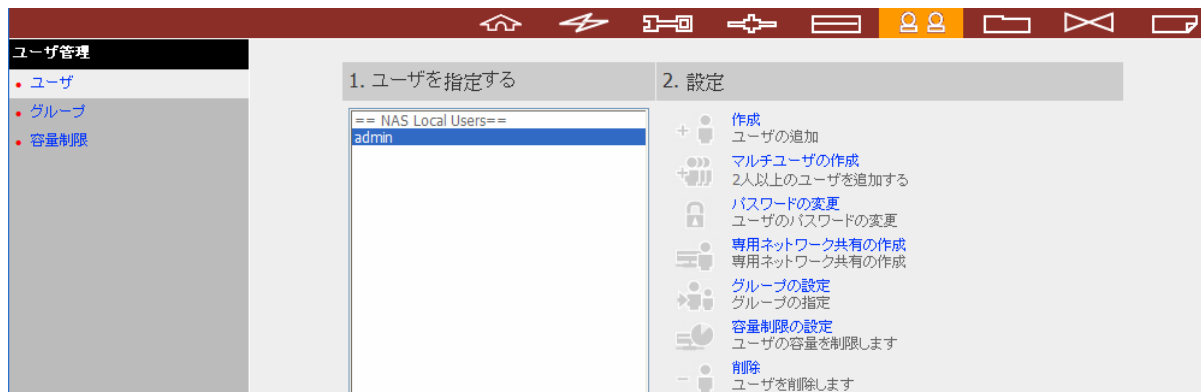 ユーザ管理
• ユーザ
• グループ
• 容量制限
1. ユーザを指定する
== NAS Local Users==
admin
2. 設定
作成
ユーザの追加
マルチユーザの作成
2人以上のユーザを追加する
パスワードの変更
ユーザのパスワードの変更
専用ネットワーク共有の作成
専用ネットワーク共有の作成
グループの設定
グループの指定
容量制限の設定
ユーザの容量を制限します
削除
ユーザを削除します